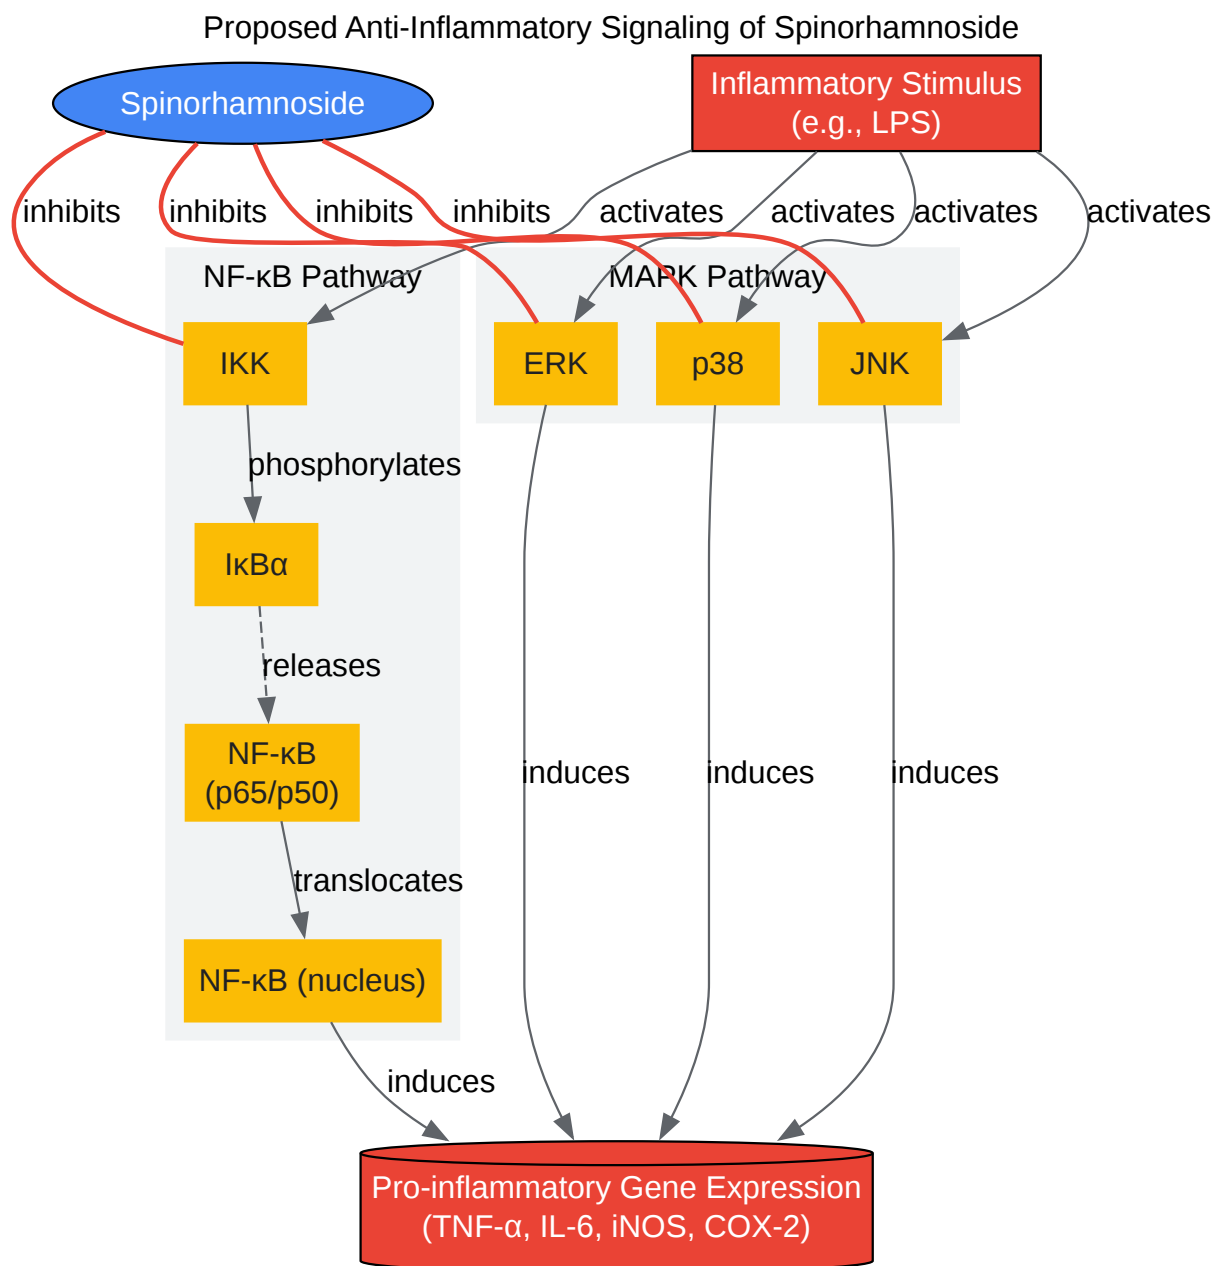 Proposed Anti-Inflammatory Signaling of Spinorhamnoside
Spinorhamnoside
Inflammatory Stimulus
(e.g., LPS)
inhibits
inhibits
inhibits
inhibits
activates
activates
activates
activates
NF-κB Pathway
MAPK Pathway
IKK
ERK
p38
JNK
phosphorylates
IκBα
releases
NF-κB
(p65/p50)
induces
induces
induces
translocates
NF-κB (nucleus)
induces
Pro-inflammatory Gene Expression
(TNF-α, IL-6, iNOS, COX-2)